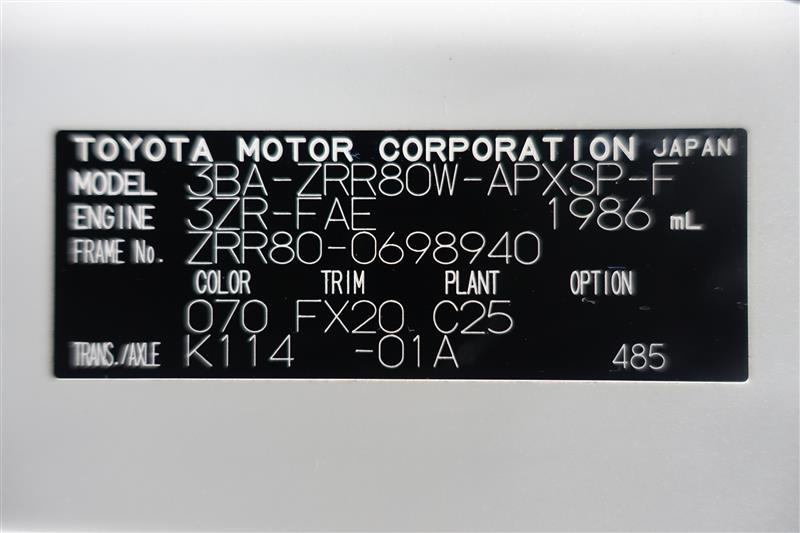 TOYOTA MOTOR CORPORATION JAPAN
MODEL 3BA-ZRR80W-APXSP-F
ENGINE 3ZR-FAE 1986 mL
FRAME No. ZRR80-0698940
COLOR TRIM PLANT OPTION
070 FX20 C25
TRANS./AXLE K114 -01A 485